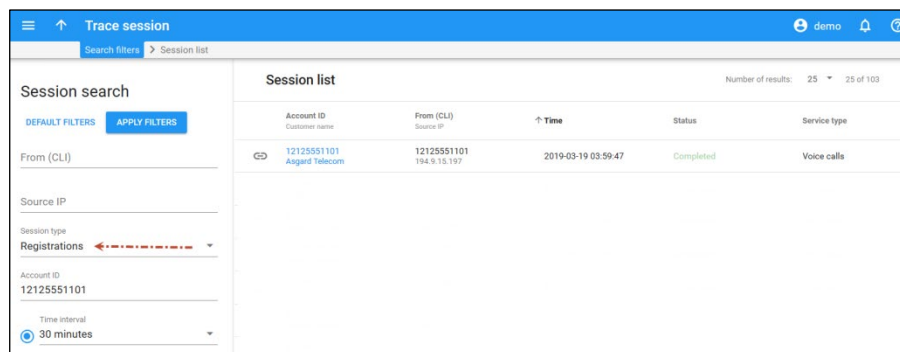 Trace session
demo
Search filters > Session list
Session search
DEFAULT FILTERS APPLY FILTERS
From (CLI)
Source IP
Session type
Registrations
Account ID
12125551101
Time interval
30 minutes
Session list
Number of results: 25 25 of 103
Account ID From (CLI) Time Status Service type
Customer name Source IP
12125551101 12125551101 2019-03-19 03:59:47 Completed Voice calls
Asgard Telecom 194.9.15.197